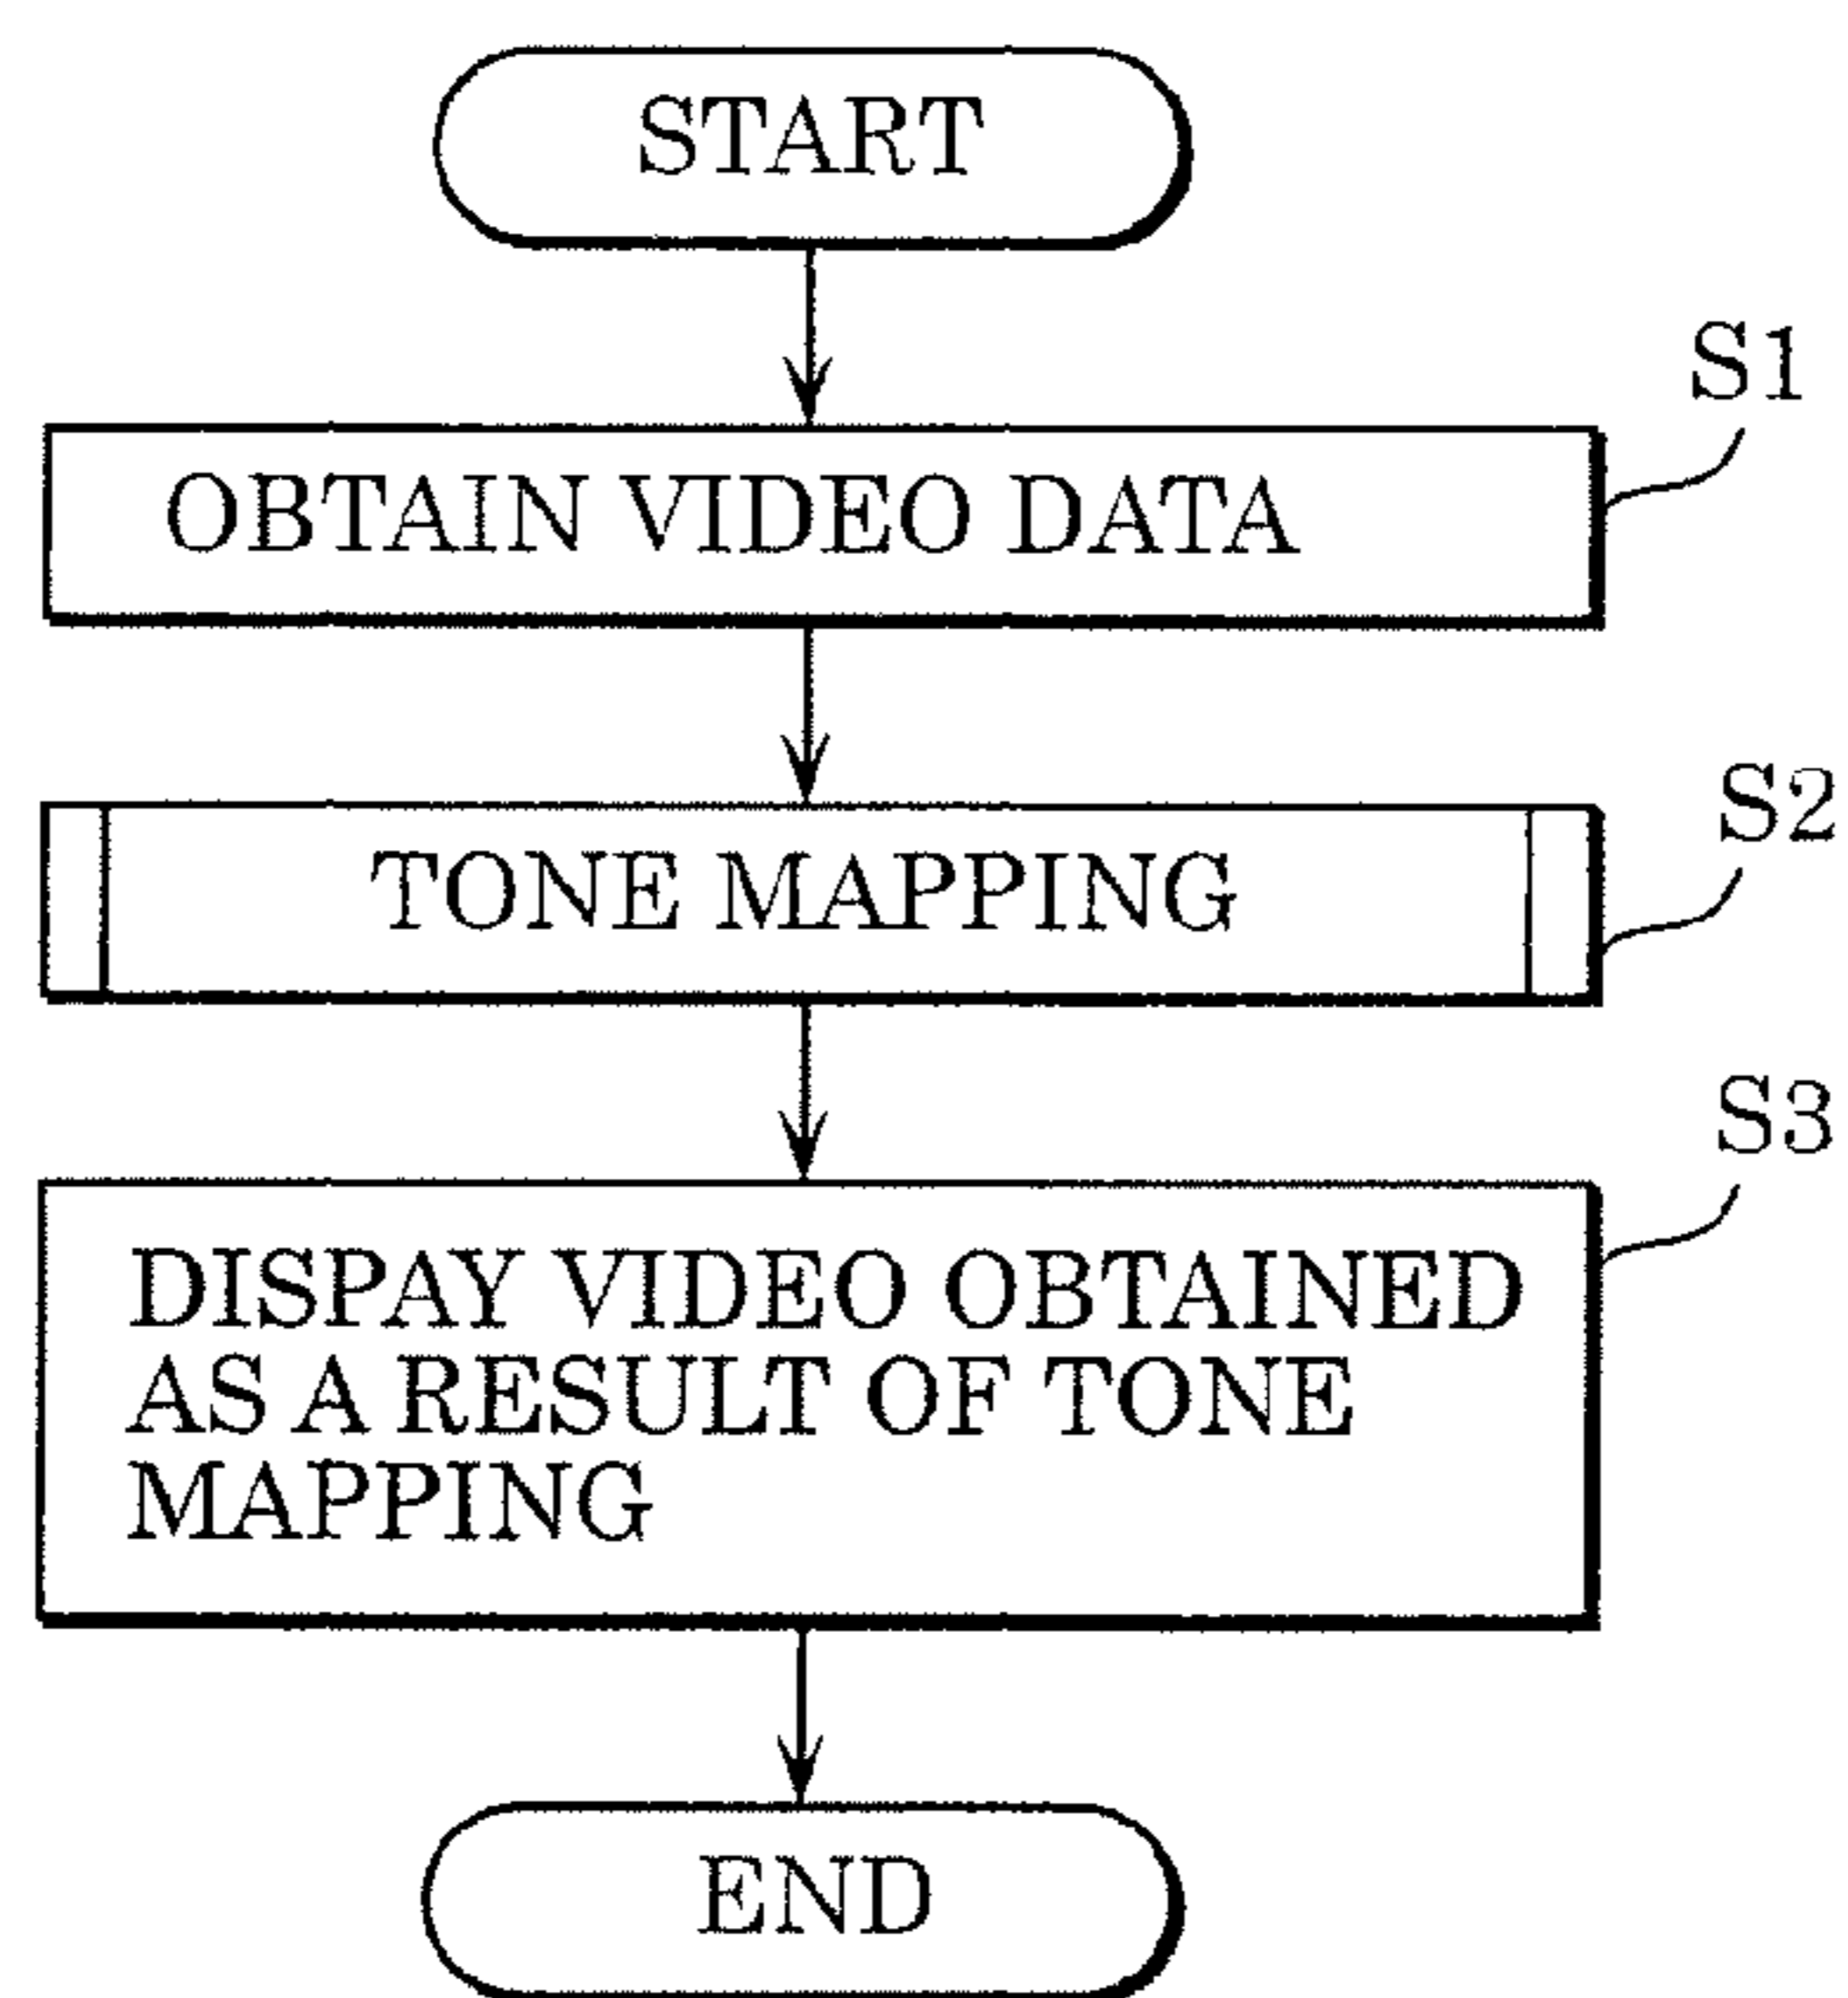 START
S1
OBTAIN VIDEO DATA
S2
TONE MAPPING
S3
DISPAY VIDEO OBTAINED
AS A RESULT OF TONE
MAPPING
END